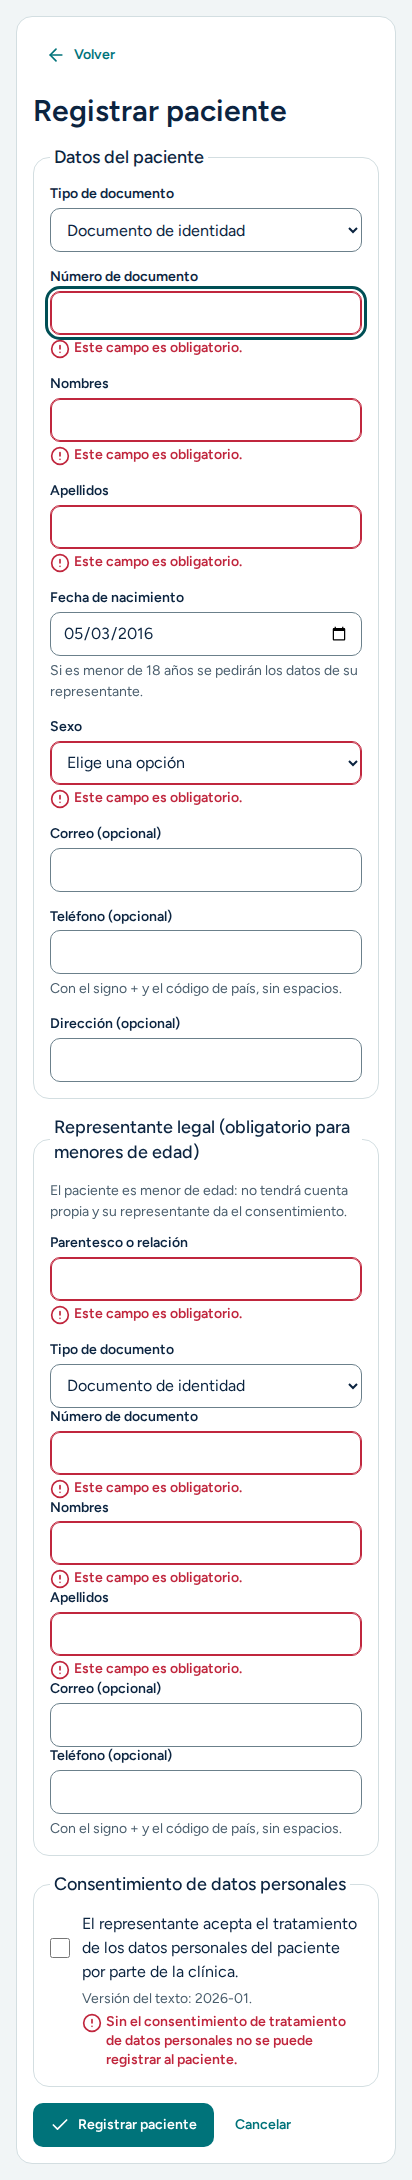 Volver
Registrar paciente
Datos del paciente
Tipo de documento
Documento de identidad
Número de documento
Este campo es obligatorio.
Nombres
Este campo es obligatorio.
Apellidos
Este campo es obligatorio.
Fecha de nacimiento
05/03/2016
Si es menor de 18 años se pedirán los datos de su
representante.
Sexo
Elige una opción
Este campo es obligatorio.
Correo (opcional)
Teléfono (opcional)
Con el signo + y el código de país, sin espacios.
Dirección (opcional)
Representante legal (obligatorio para
menores de edad)
El paciente es menor de edad: no tendrá cuenta
propia y su representante da el consentimiento.
Parentesco o relación
Este campo es obligatorio.
Tipo de documento
Documento de identidad
Número de documento
Este campo es obligatorio.
Nombres
Este campo es obligatorio.
Apellidos
Este campo es obligatorio.
Correo (opcional)
Teléfono (opcional)
Con el signo + y el código de país, sin espacios.
Consentimiento de datos personales
El representante acepta el tratamiento
de los datos personales del paciente
por parte de la clínica.
Versión del texto: 2026-01.
Sin el consentimiento de tratamiento
de datos personales no se puede
registrar al paciente.
Registrar paciente
Cancelar